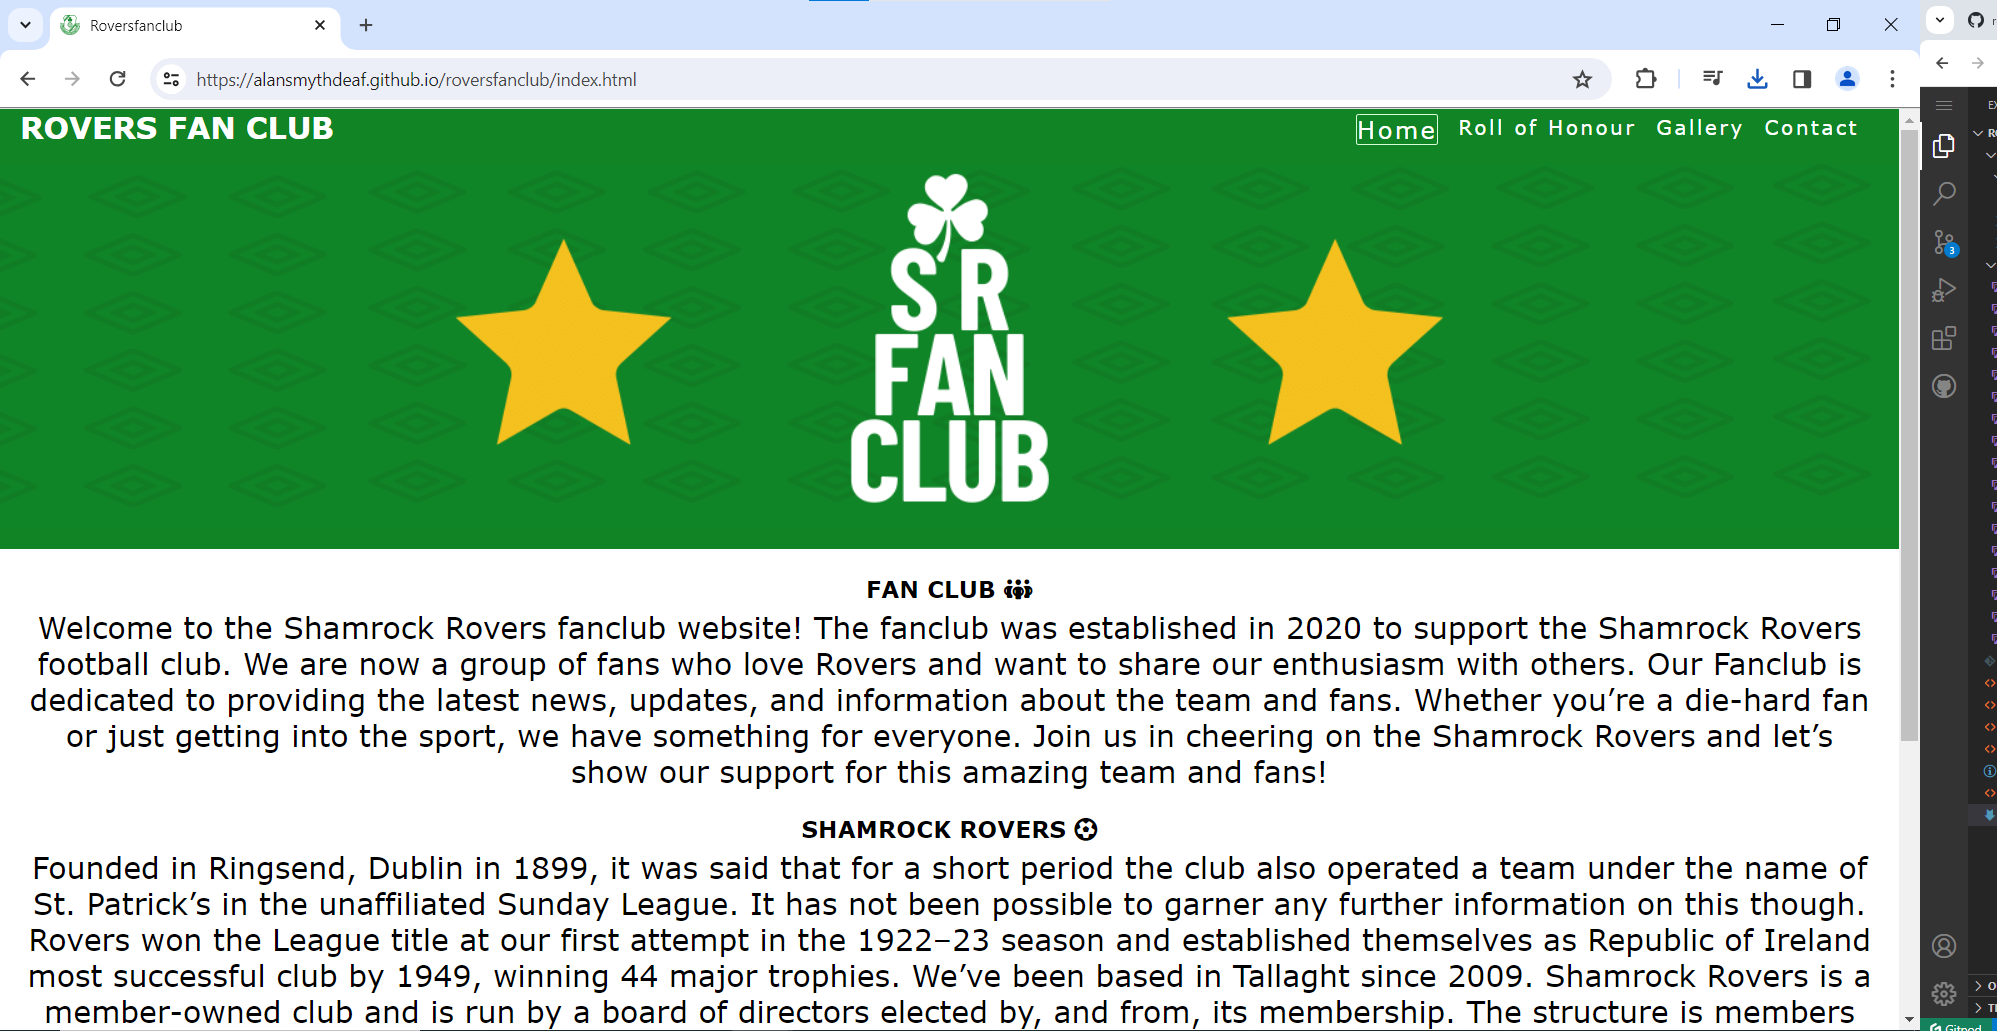 Roversfanclub
https://alansmythdeaf.github.io/roversfanclub/index.html
ROVERS FAN CLUB
Home Roll of Honour Gallery Contact
S R
FAN
CLUB
FAN CLUB
Welcome to the Shamrock Rovers fanclub website! The fanclub was established in 2020 to support the Shamrock Rovers
football club. We are now a group of fans who love Rovers and want to share our enthusiasm with others. Our Fanclub is
dedicated to providing the latest news, updates, and information about the team and fans. Whether you’re a die-hard fan
or just getting into the sport, we have something for everyone. Join us in cheering on the Shamrock Rovers and let’s
show our support for this amazing team and fans!
SHAMROCK ROVERS
Founded in Ringsend, Dublin in 1899, it was said that for a short period the club also operated a team under the name of
St. Patrick’s in the unaffiliated Sunday League. It has not been possible to garner any further information on this though.
Rovers won the League title at our first attempt in the 1922–23 season and established themselves as Republic of Ireland
most successful club by 1949, winning 44 major trophies. We’ve been based in Tallaght since 2009. Shamrock Rovers is a
member-owned club and is run by a board of directors elected by, and from, its membership. The structure is members
3
Gitpod